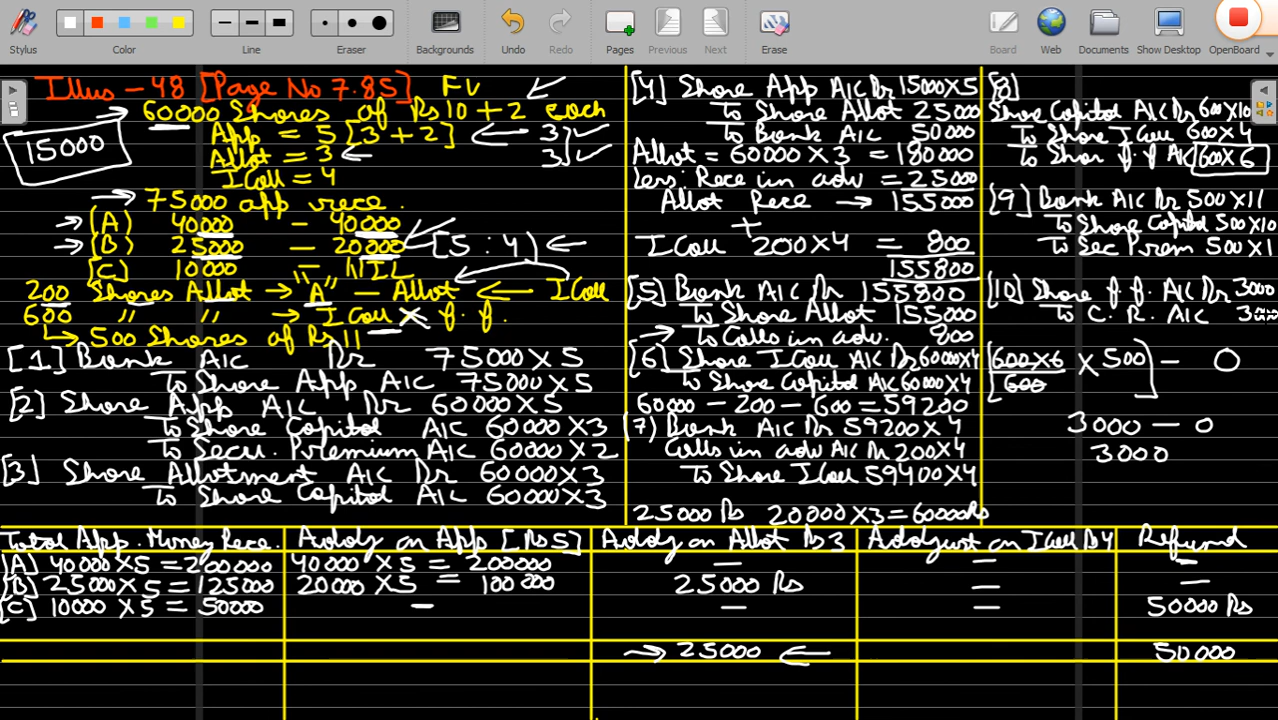 Stylus
Color
Line
Eraser
Backgrounds
Undo
Redo
Pages
Previous
Next
Erase
Board
Web
Documents
Show Desktop
OpenBoard
Illus - 48 [Page No 7.85] FV
60000 Shares of Rs 10 + 2 each
15000
App = 5 [3 + 2] 3]
Allot = 3 3]
I Call = 4
75000 app rece.
(A) 40000 - 40000
(B) 25000 - 20000 [5 : 4]
[C] 10000 - NIL
200 Shares Allot → "A" - Allot I Call
600 " " → I Call X f. f.
500 Shares of Rs 11
[1] Bank A/C Dr 75000 X 5
To Share App A/C 75000 X 5
[2] Share App A/C Dr 60000 X 5
To Share Capital A/C 60000 X 3
To Secu. Premium A/C 60000 X 2
[3] Share Allotment A/C Dr 60000 X 3
To Share Capital A/C 60000 X 3
[4] Share App A/C Dr 15000 X 5
To Share Allot 25000
To Bank A/C 50000
Allot = 60000 X 3 = 180000
Less: Rece in adv = 25000
Allot Rece → 155000
+
I Call 200 X 4 = 800
155800
[5] Bank A/C Dr 155800
To Share Allot 155000
To Calls in adv. 800
[6] Share I Call A/C Dr 60000 X 4
To Share Capital A/C 60000 X 4
60000 - 200 - 600 = 59200
(7) Bank A/C Dr 59200 X 4
Calls in adv A/C Dr 200 X 4
To Share I Call 59400 X 4
25000 Rs 20000 X 3 = 60000 Rs
[8]
Share Capital A/C Dr 600 X 10
To Share I Call 600 X 4
To Share f. f A/C 600 X 6
[9] Bank A/C Dr 500 X 11
To Share Capital 500 X 10
To Sec Prem 500 X 1
[10] Share f. f. A/C Dr 3000
To C. R. A/C 3000
[600 X 6 X 500] - 0
600
3000 - 0
3000
Total App. Money Rece. Addj on App [Rs 5] Addj on Allot Rs 3 Addjust on I Call Rs 4 Refund
[A] 40000 X 5 = 200000 40000 X 5 = 200000 — — —
[B] 25000 X 5 = 125000 20000 X 5 = 100000 25000 Rs — —
[C] 10000 X 5 = 50000 — — — 50000 Rs
→ 25000 ← 50000